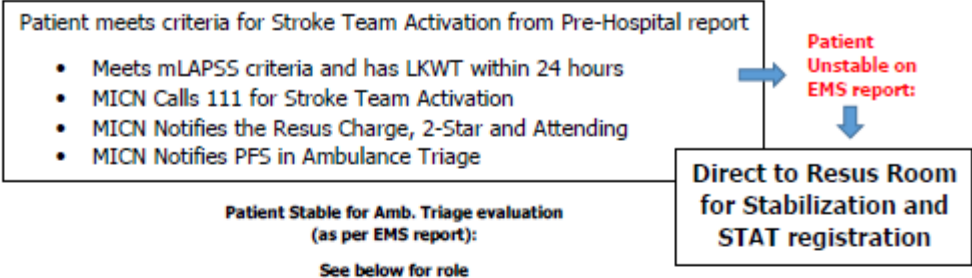 Patient meets criteria for Stroke Team Activation from Pre-Hospital report
• Meets mLAPSS criteria and has LKWT within 24 hours
• MICN Calls 111 for Stroke Team Activation
• MICN Notifies the Resus Charge, 2-Star and Attending
• MICN Notifies PFS in Ambulance Triage
Patient
Unstable on
EMS report:
Direct to Resus Room
for Stabilization and
STAT registration
Patient Stable for Amb. Triage evaluation
(as per EMS report):
See below for role